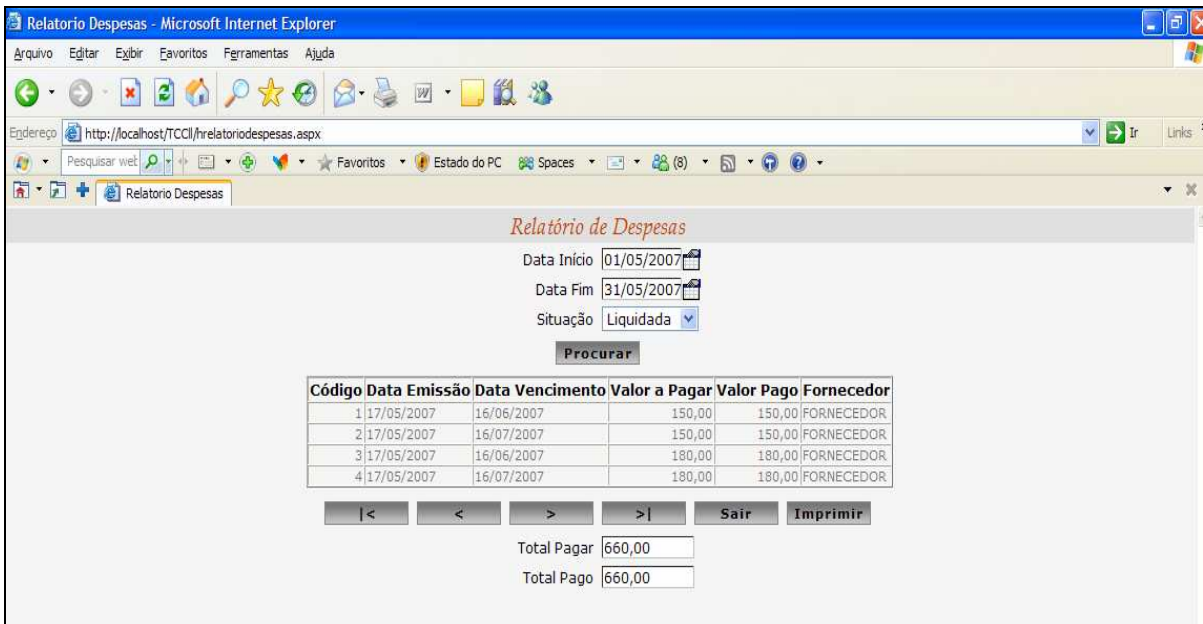 Relatorio Despesas - Microsoft Internet Explorer
Arquivo Editar Exibir Favoritos Ferramentas Ajuda
Endereço http://localhost/TCCII/hrelatoriodespesas.aspx Ir Links
Pesquisar web Favoritos Estado do PC Spaces (8)
Relatorio Despesas
Relatório de Despesas
Data Início 01/05/2007
Data Fim 31/05/2007
Situação Liquidada
Procurar
Código Data Emissão Data Vencimento Valor a Pagar Valor Pago Fornecedor
1 17/05/2007 16/06/2007 150,00 150,00 FORNECEDOR
2 17/05/2007 16/07/2007 150,00 150,00 FORNECEDOR
3 17/05/2007 16/06/2007 180,00 180,00 FORNECEDOR
4 17/05/2007 16/07/2007 180,00 180,00 FORNECEDOR
|< < > >| Sair Imprimir
Total Pagar 660,00
Total Pago 660,00